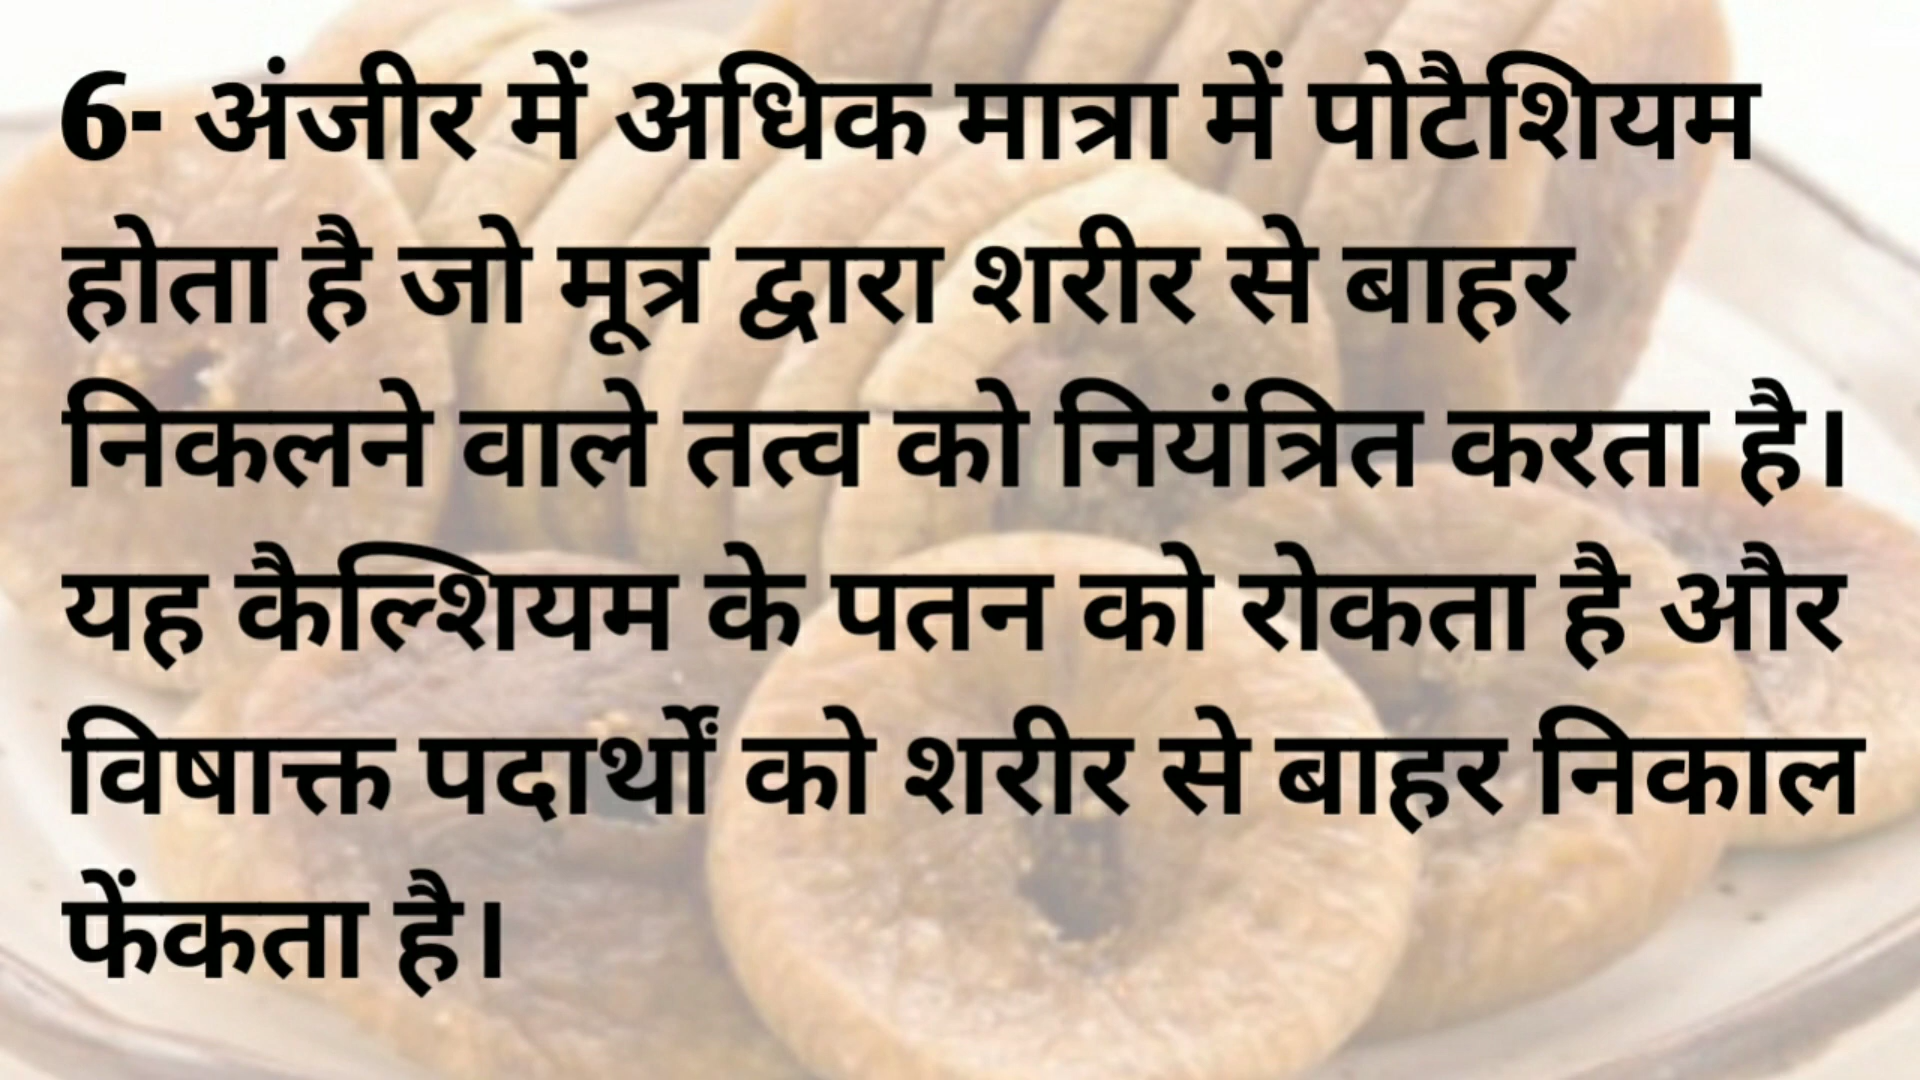 6- अंजीर में अधिक मात्रा में पोटैशियम
होता है जो मूत्र द्वारा शरीर से बाहर
निकलने वाले तत्व को नियंत्रित करता है।
यह कैल्शियम के पतन को रोकता है और
विषाक्त पदार्थों को शरीर से बाहर निकाल
फेंकता है।